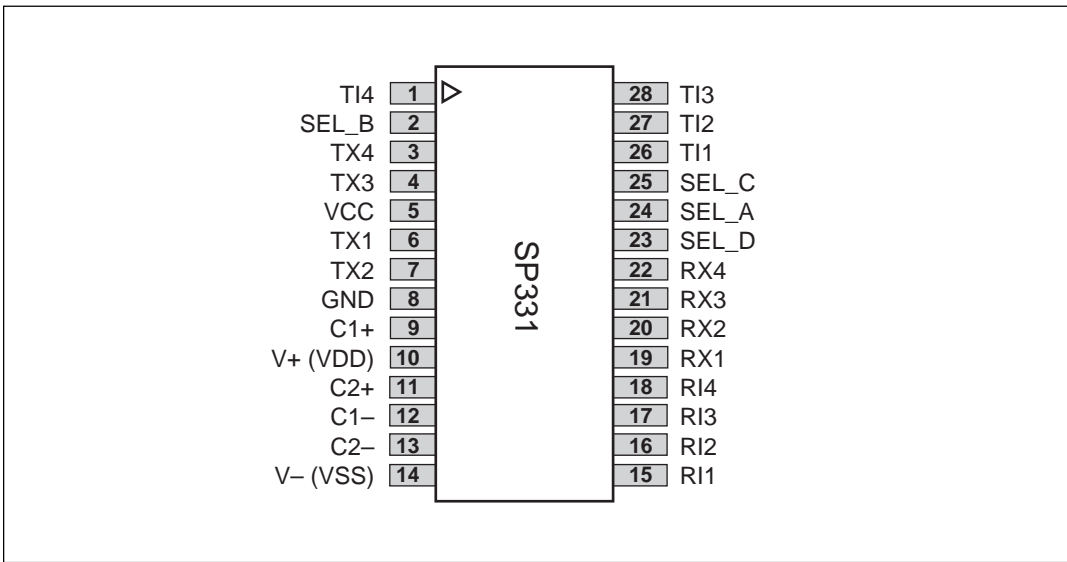 TI4 1 28 TI3
SEL_B 2 27 TI2
TX4 3 26 TI1
TX3 4 25 SEL_C
VCC 5 24 SEL_A
TX1 6 23 SEL_D
TX2 7 22 RX4
GND 8 21 RX3
C1+ 9 20 RX2
V+ (VDD) 10 19 RX1
C2+ 11 18 RI4
C1– 12 17 RI3
C2– 13 16 RI2
V– (VSS) 14 15 RI1
SP331